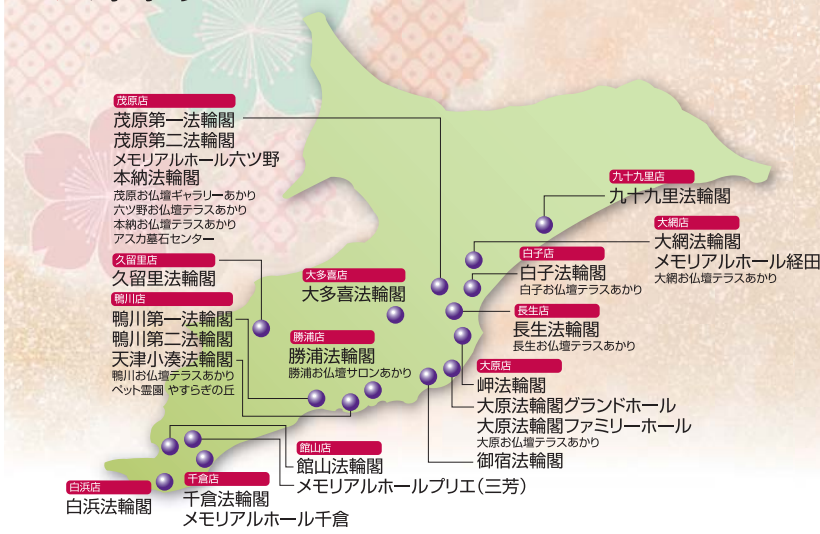 茂原店
茂原第一法輪閣
茂原第二法輪閣
メモリアルホール六ツ野
本納法輪閣
茂原お仏壇ギャラリーあかり
六ツ野お仏壇テラスあかり
本納お仏壇テラスあかり
アスカ墓石センター
久留里店
久留里法輪閣
鴨川店
鴨川第一法輪閣
鴨川第二法輪閣
天津小湊法輪閣
鴨川お仏壇テラスあかり
ペット霊園 やすらぎの丘
大多喜店
大多喜法輪閣
勝浦店
勝浦法輪閣
勝浦お仏壇サロンあかり
九十九里店
九十九里法輪閣
大網店
大網法輪閣
メモリアルホール経田
大網お仏壇テラスあかり
白子店
白子法輪閣
白子お仏壇テラスあかり
長生店
長生法輪閣
長生お仏壇テラスあかり
大原店
岬法輪閣
大原法輪閣グランドホール
大原法輪閣ファミリーホール
大原お仏壇テラスあかり
御宿法輪閣
館山店
館山法輪閣
メモリアルホールプリエ(三芳)
千倉店
千倉法輪閣
メモリアルホール千倉
白浜店
白浜法輪閣